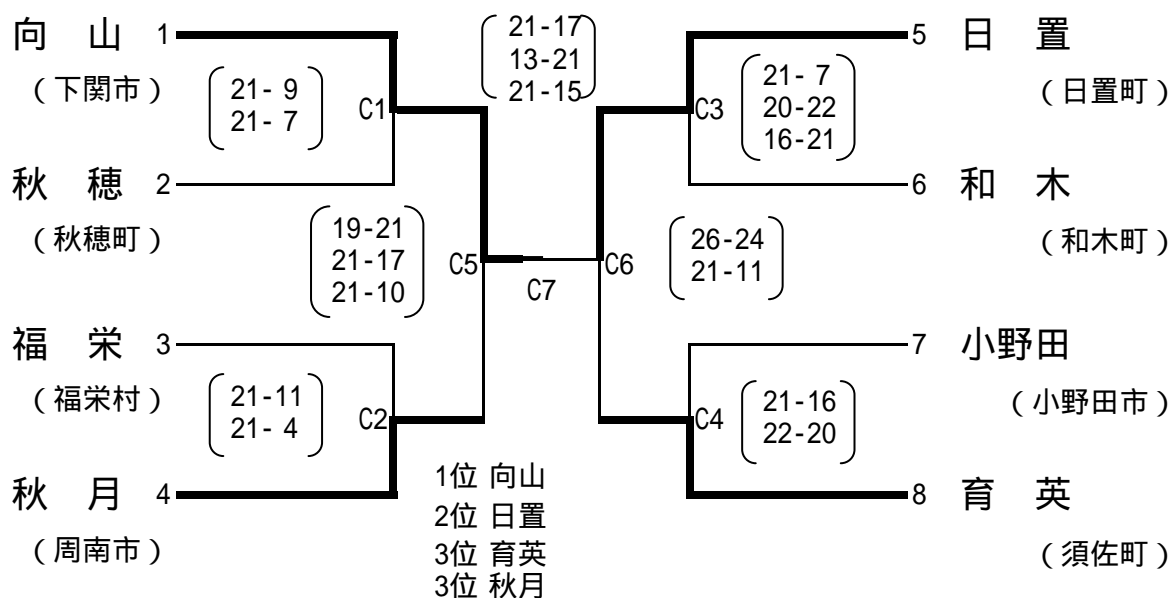 向　山 1
（下関市）
21- 9
21- 7
C1
秋　穂 2
（秋穂町）
19-21
21-17
21-10
C5
福　栄 3
（福栄村）
21-11
21- 4
C2
秋　月 4
（周南市）
21-17
13-21
21-15
C7
1位 向山
2位 日置
3位 育英
3位 秋月
5 日　置
（日置町）
C3
21- 7
20-22
16-21
6 和　木
（和木町）
C6
26-24
21-11
7 小野田
（小野田市）
C4
21-16
22-20
8 育　英
（須佐町）